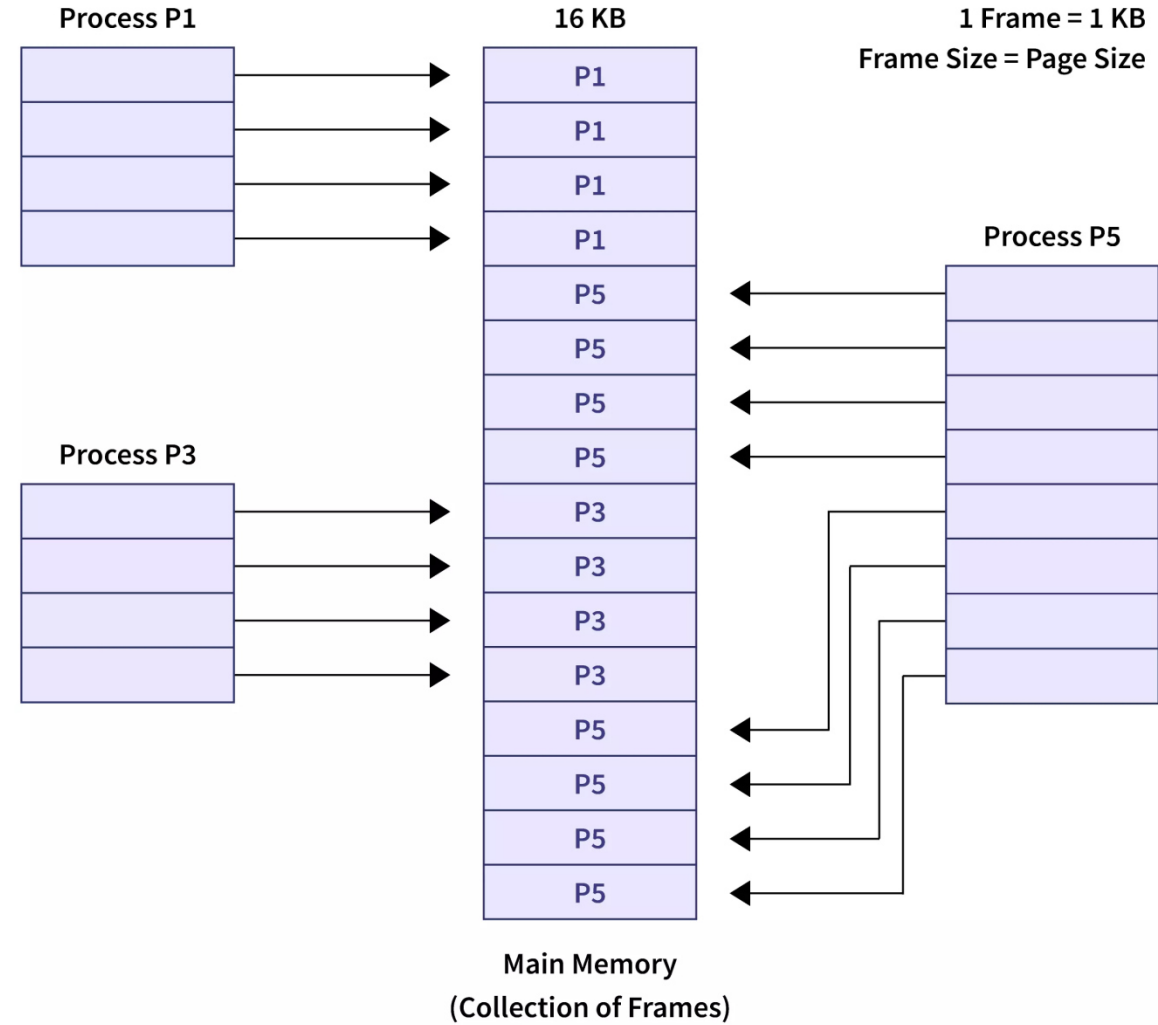 Process P1
16 KB
1 Frame = 1 KB
Frame Size = Page Size
P1
P1
P1
P1
Process P5
P5
P5
P5
P5
Process P3
P3
P3
P3
P3
P5
P5
P5
P5
Main Memory
(Collection of Frames)